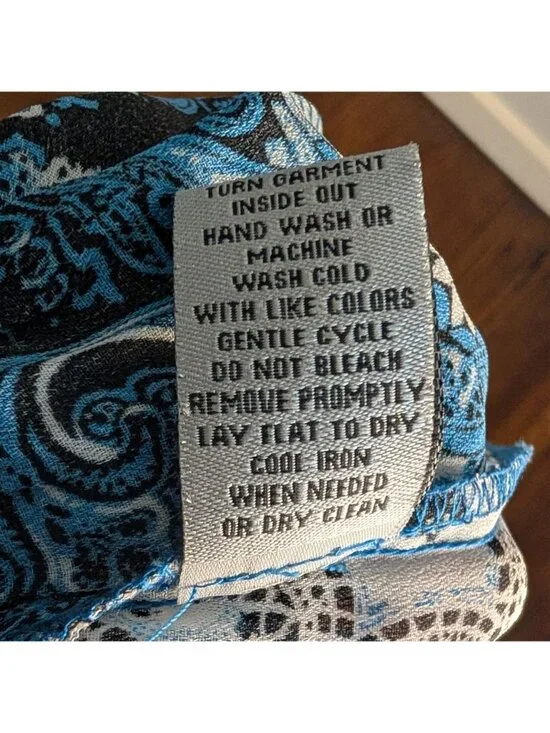 TURN GARMENT
INSIDE OUT
HAND WASH OR
MACHINE
WASH COLD
WITH LIKE COLORS
GENTLE CYCLE
DO NOT BLEACH
REMOVE PROMPTLY
LAY FLAT TO DRY
COOL IRON
WHEN NEEDED
OR DRY CLEAN